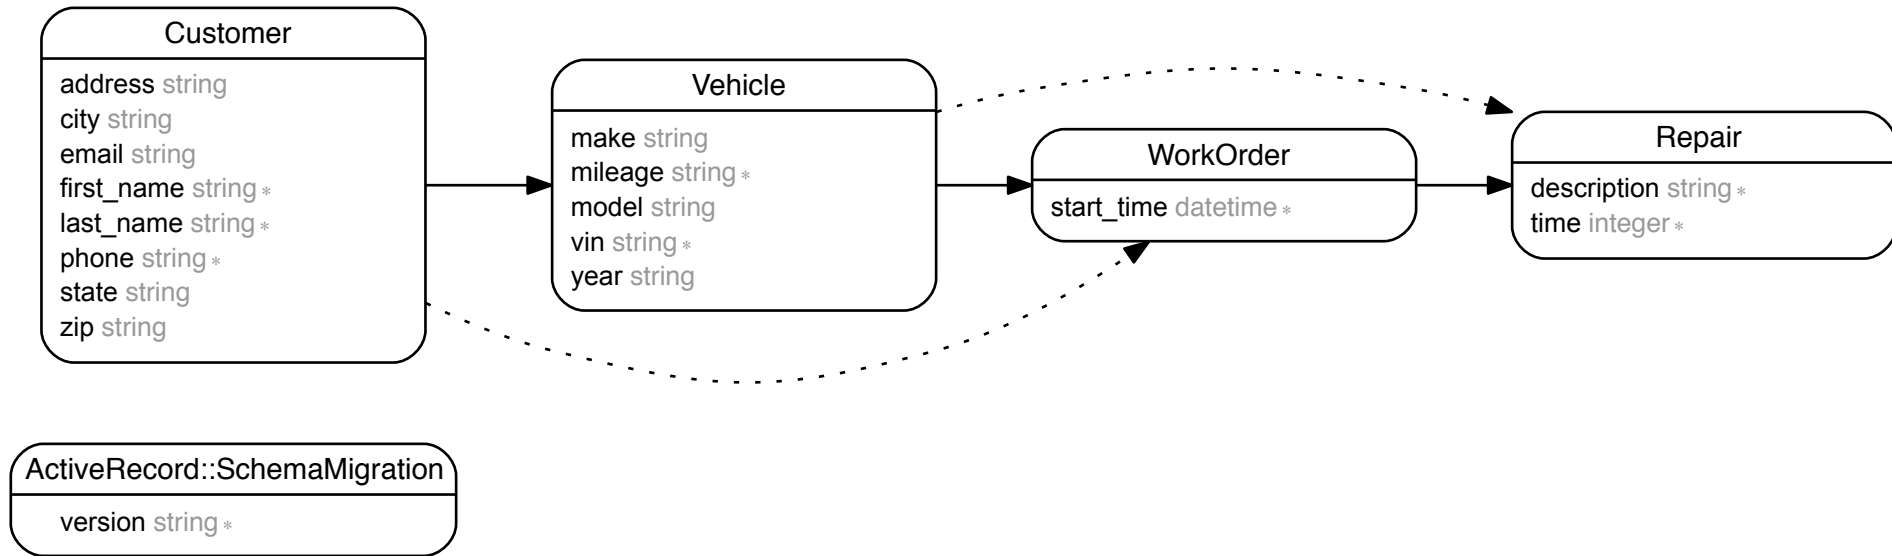 Customer
address string
city string
email string
first_name string *
last_name string *
phone string *
state string
zip string
Vehicle
make string
mileage string *
model string
vin string *
year string
WorkOrder
start_time datetime *
Repair
description string *
time integer *
ActiveRecord::SchemaMigration
version string *